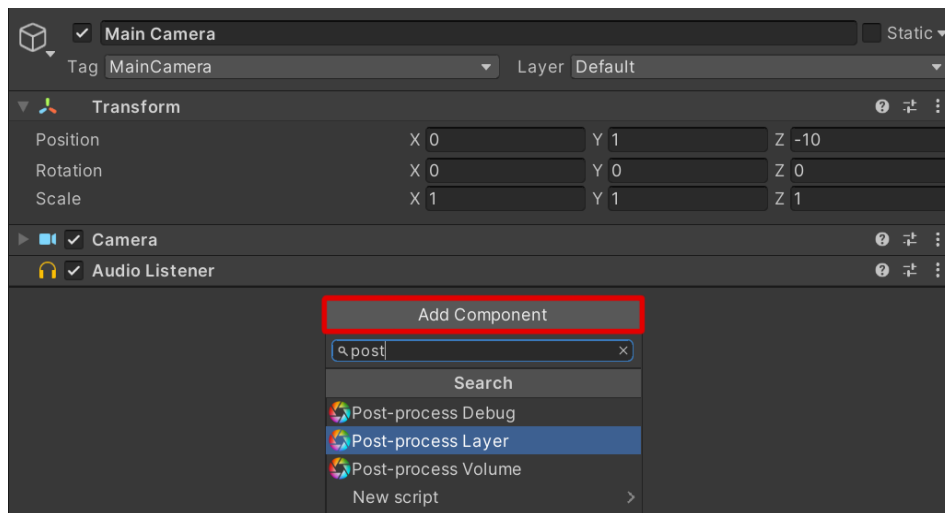 Main Camera Static
Tag MainCamera Layer Default
Transform
Position X 0 Y 1 Z -10
Rotation X 0 Y 0 Z 0
Scale X 1 Y 1 Z 1
Camera
Audio Listener
Add Component
post
Search
Post-process Debug
Post-process Layer
Post-process Volume
New script